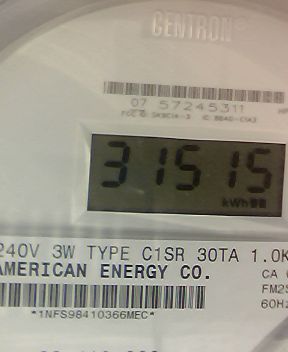 CENTRON®
07 57245311
31515
kWh
240V 3W TYPE C1SR 30TA 1.0K
AMERICAN ENERGY CO.
CA
FM2S
60Hz
*1NFS98410366MEC*